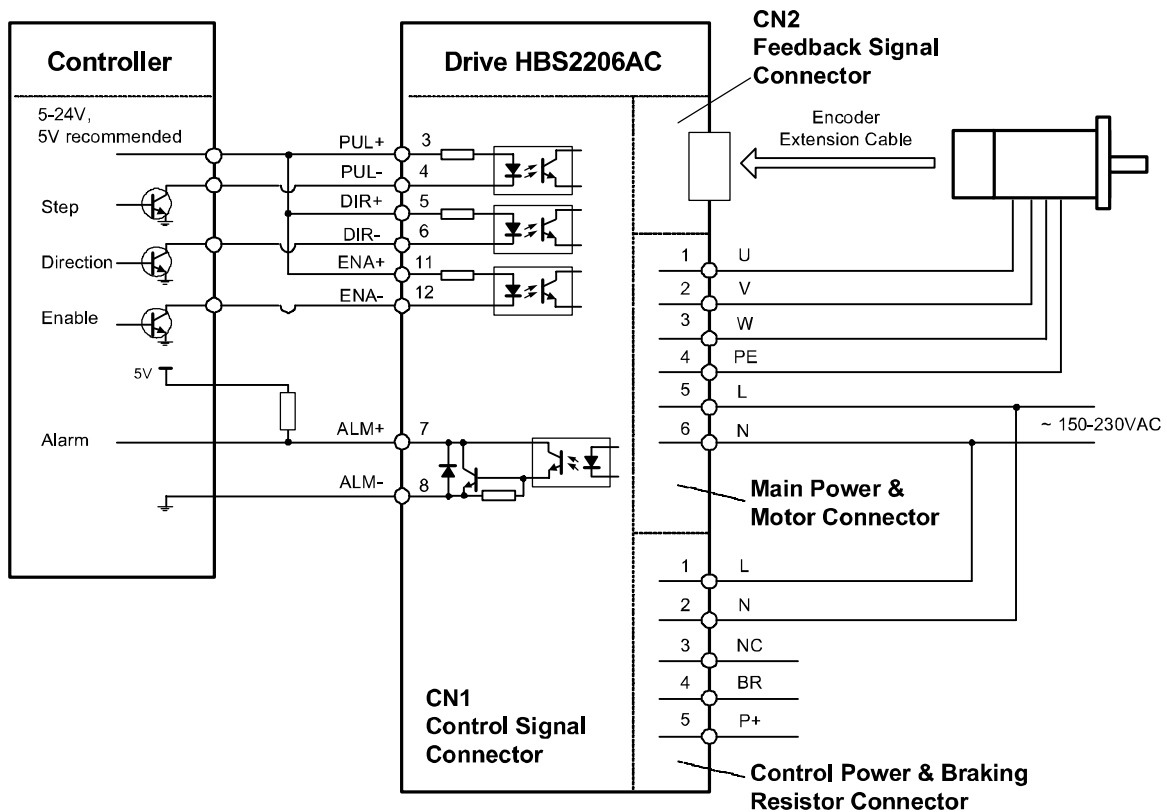 Controller
5-24V,
5V recommended
Step
Direction
Enable
5V
Alarm
Drive HBS2206AC
PUL+ 3
PUL- 4
DIR+ 5
DIR- 6
ENA+ 11
ENA- 12
ALM+ 7
ALM- 8
CN1
Control Signal
Connector
CN2
Feedback Signal
Connector
Encoder
Extension Cable
1 U
2 V
3 W
4 PE
5 L
6 N
~ 150-230VAC
Main Power &
Motor Connector
1 L
2 N
3 NC
4 BR
5 P+
Control Power & Braking
Resistor Connector